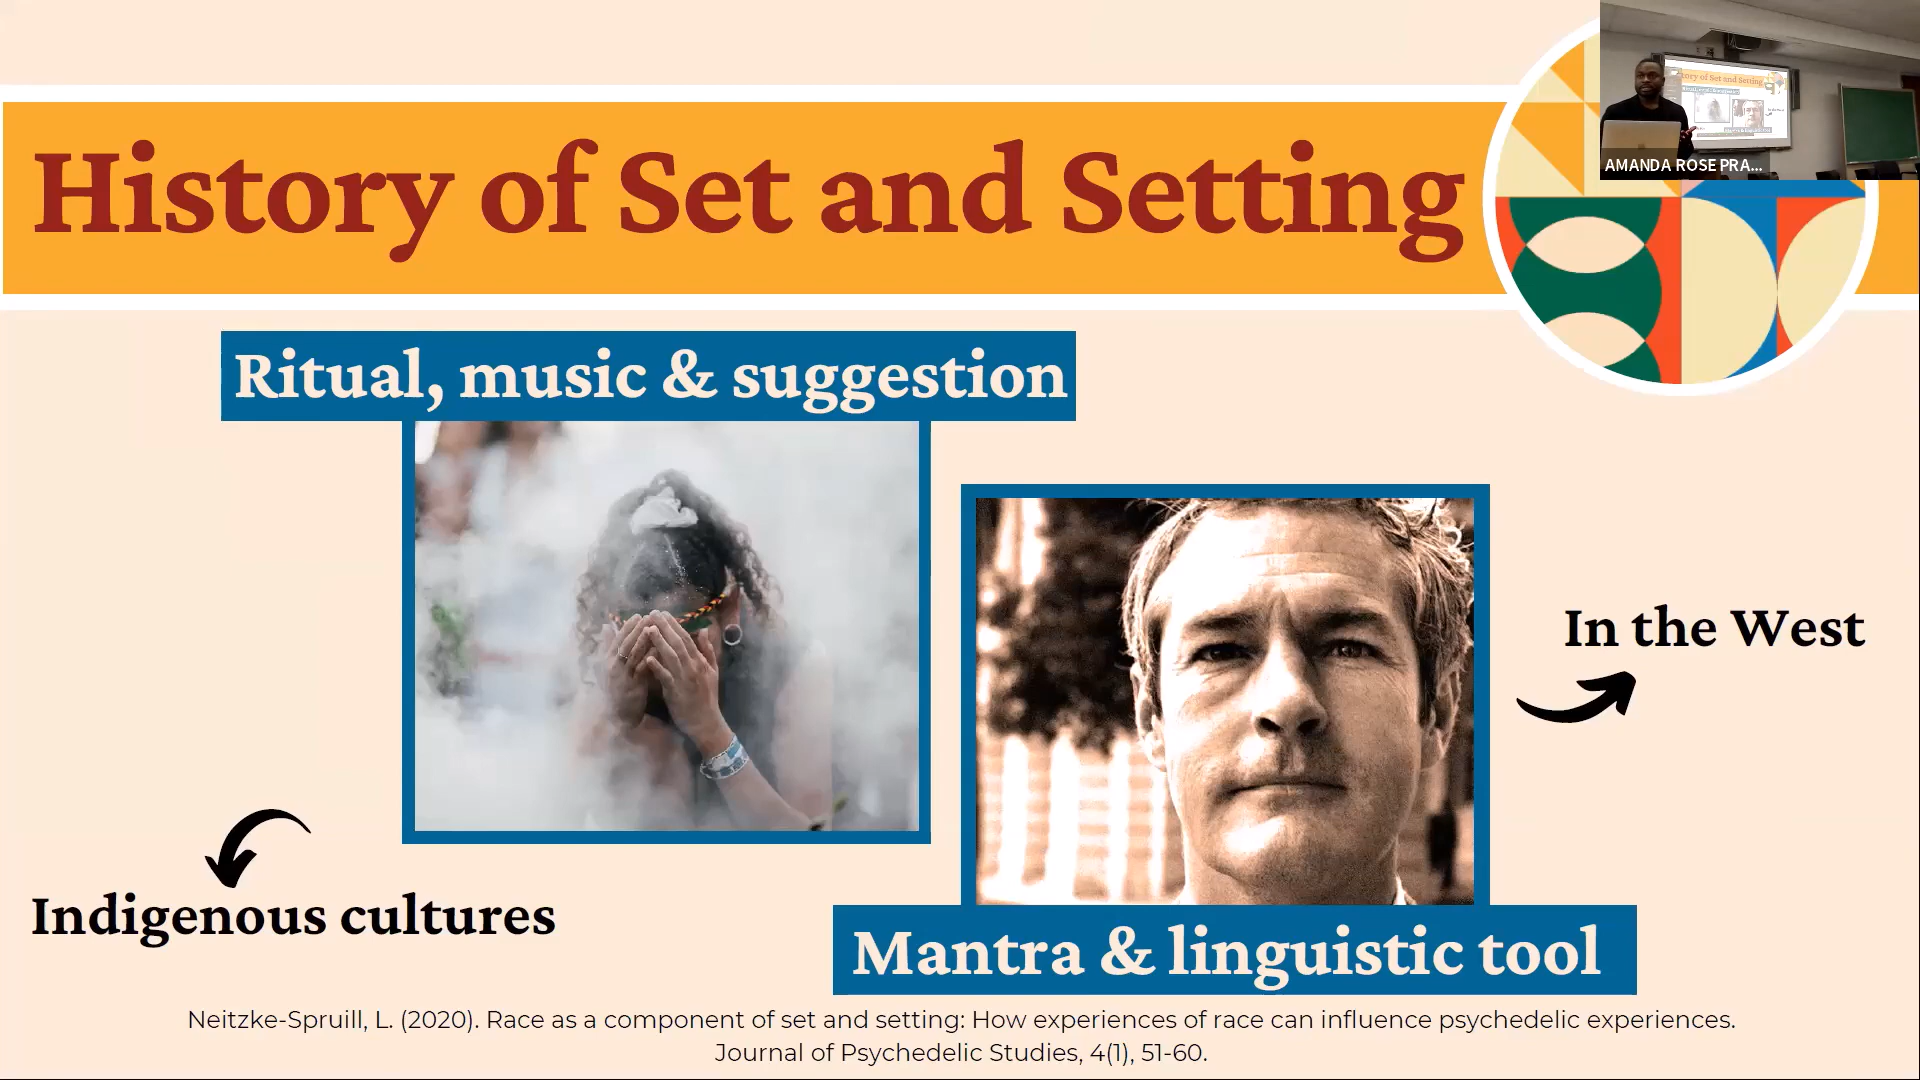 History of Set and Setting
AMANDA ROSE PRA...
Ritual, music & suggestion
In the West
Indigenous cultures
Mantra & linguistic tool
Neitzke-Spruill, L. (2020). Race as a component of set and setting: How experiences of race can influence psychedelic experiences.
Journal of Psychedelic Studies, 4(1), 51-60.